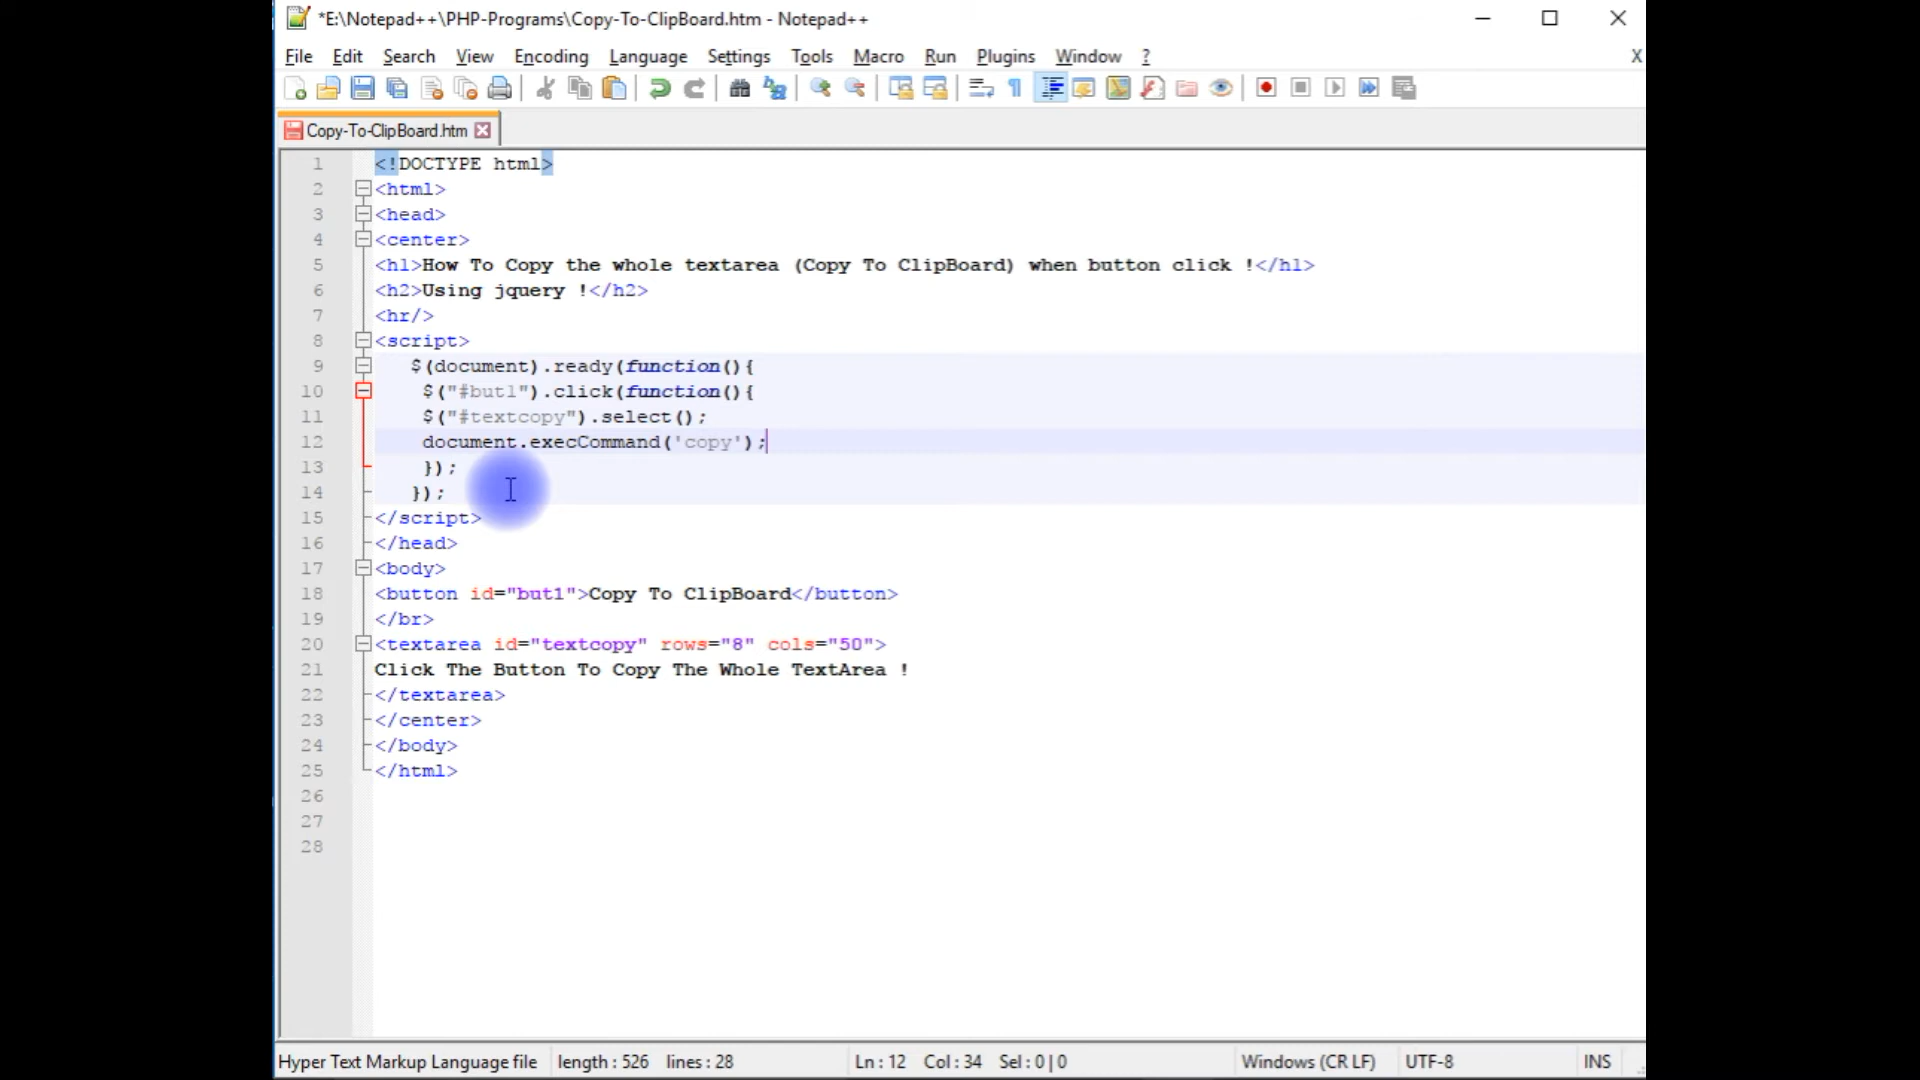 *E:\Notepad++\PHP-Programs\Copy-To-ClipBoard.htm - Notepad++
File Edit Search View Encoding Language Settings Tools Macro Run Plugins Window ? X
Copy-To-ClipBoard.htm
1 <!DOCTYPE html>
2 <html>
3 <head>
4 <center>
5 <h1>How To Copy the whole textarea (Copy To ClipBoard) when button click !</h1>
6 <h2>Using jquery !</h2>
7 <hr/>
8 <script>
9 $(document).ready(function(){
10 $("#but1").click(function(){
11 $("#textcopy").select();
12 document.execCommand('copy');
13 });
14 });
15 </script>
16 </head>
17 <body>
18 <button id="but1">Copy To ClipBoard</button>
19 </br>
20 <textarea id="textcopy" rows="8" cols="50">
21 Click The Button To Copy The Whole TextArea !
22 </textarea>
23 </center>
24 </body>
25 </html>
26
27
28
Hyper Text Markup Language file length : 526 lines : 28 Ln : 12 Col : 34 Sel : 0 | 0 Windows (CR LF) UTF-8 INS